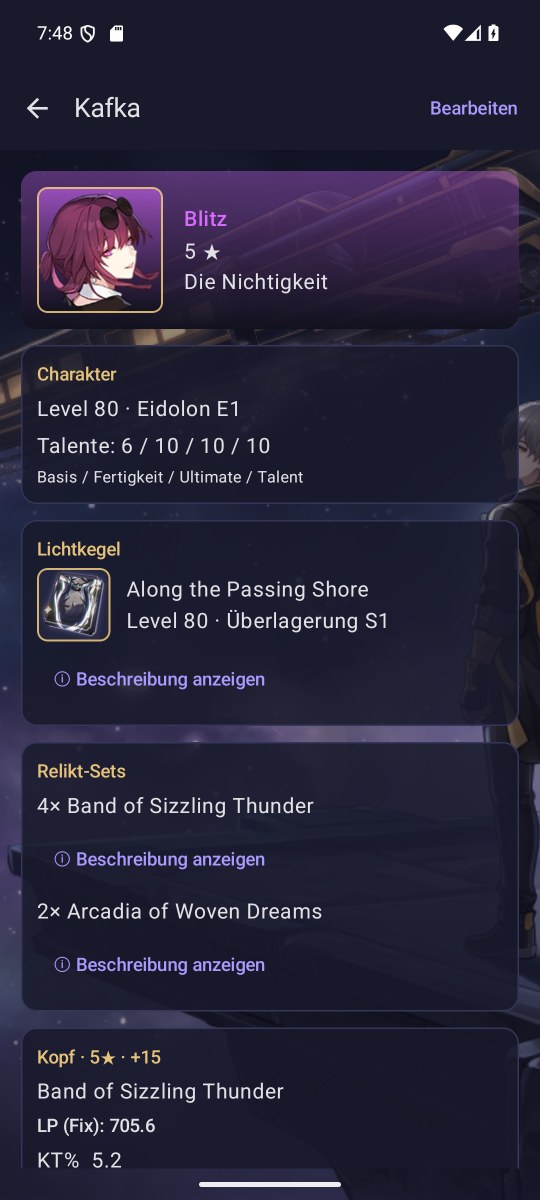 7:48
Kafka
Bearbeiten
Blitz
5 ★
Die Nichtigkeit
Charakter
Level 80 · Eidolon E1
Talente: 6 / 10 / 10 / 10
Basis / Fertigkeit / Ultimate / Talent
Lichtkegel
Along the Passing Shore
Level 80 · Überlagerung S1
ⓘ Beschreibung anzeigen
Relikt-Sets
4× Band of Sizzling Thunder
ⓘ Beschreibung anzeigen
2× Arcadia of Woven Dreams
ⓘ Beschreibung anzeigen
Kopf · 5★ · +15
Band of Sizzling Thunder
LP (Fix): 705.6
KT% 5.2